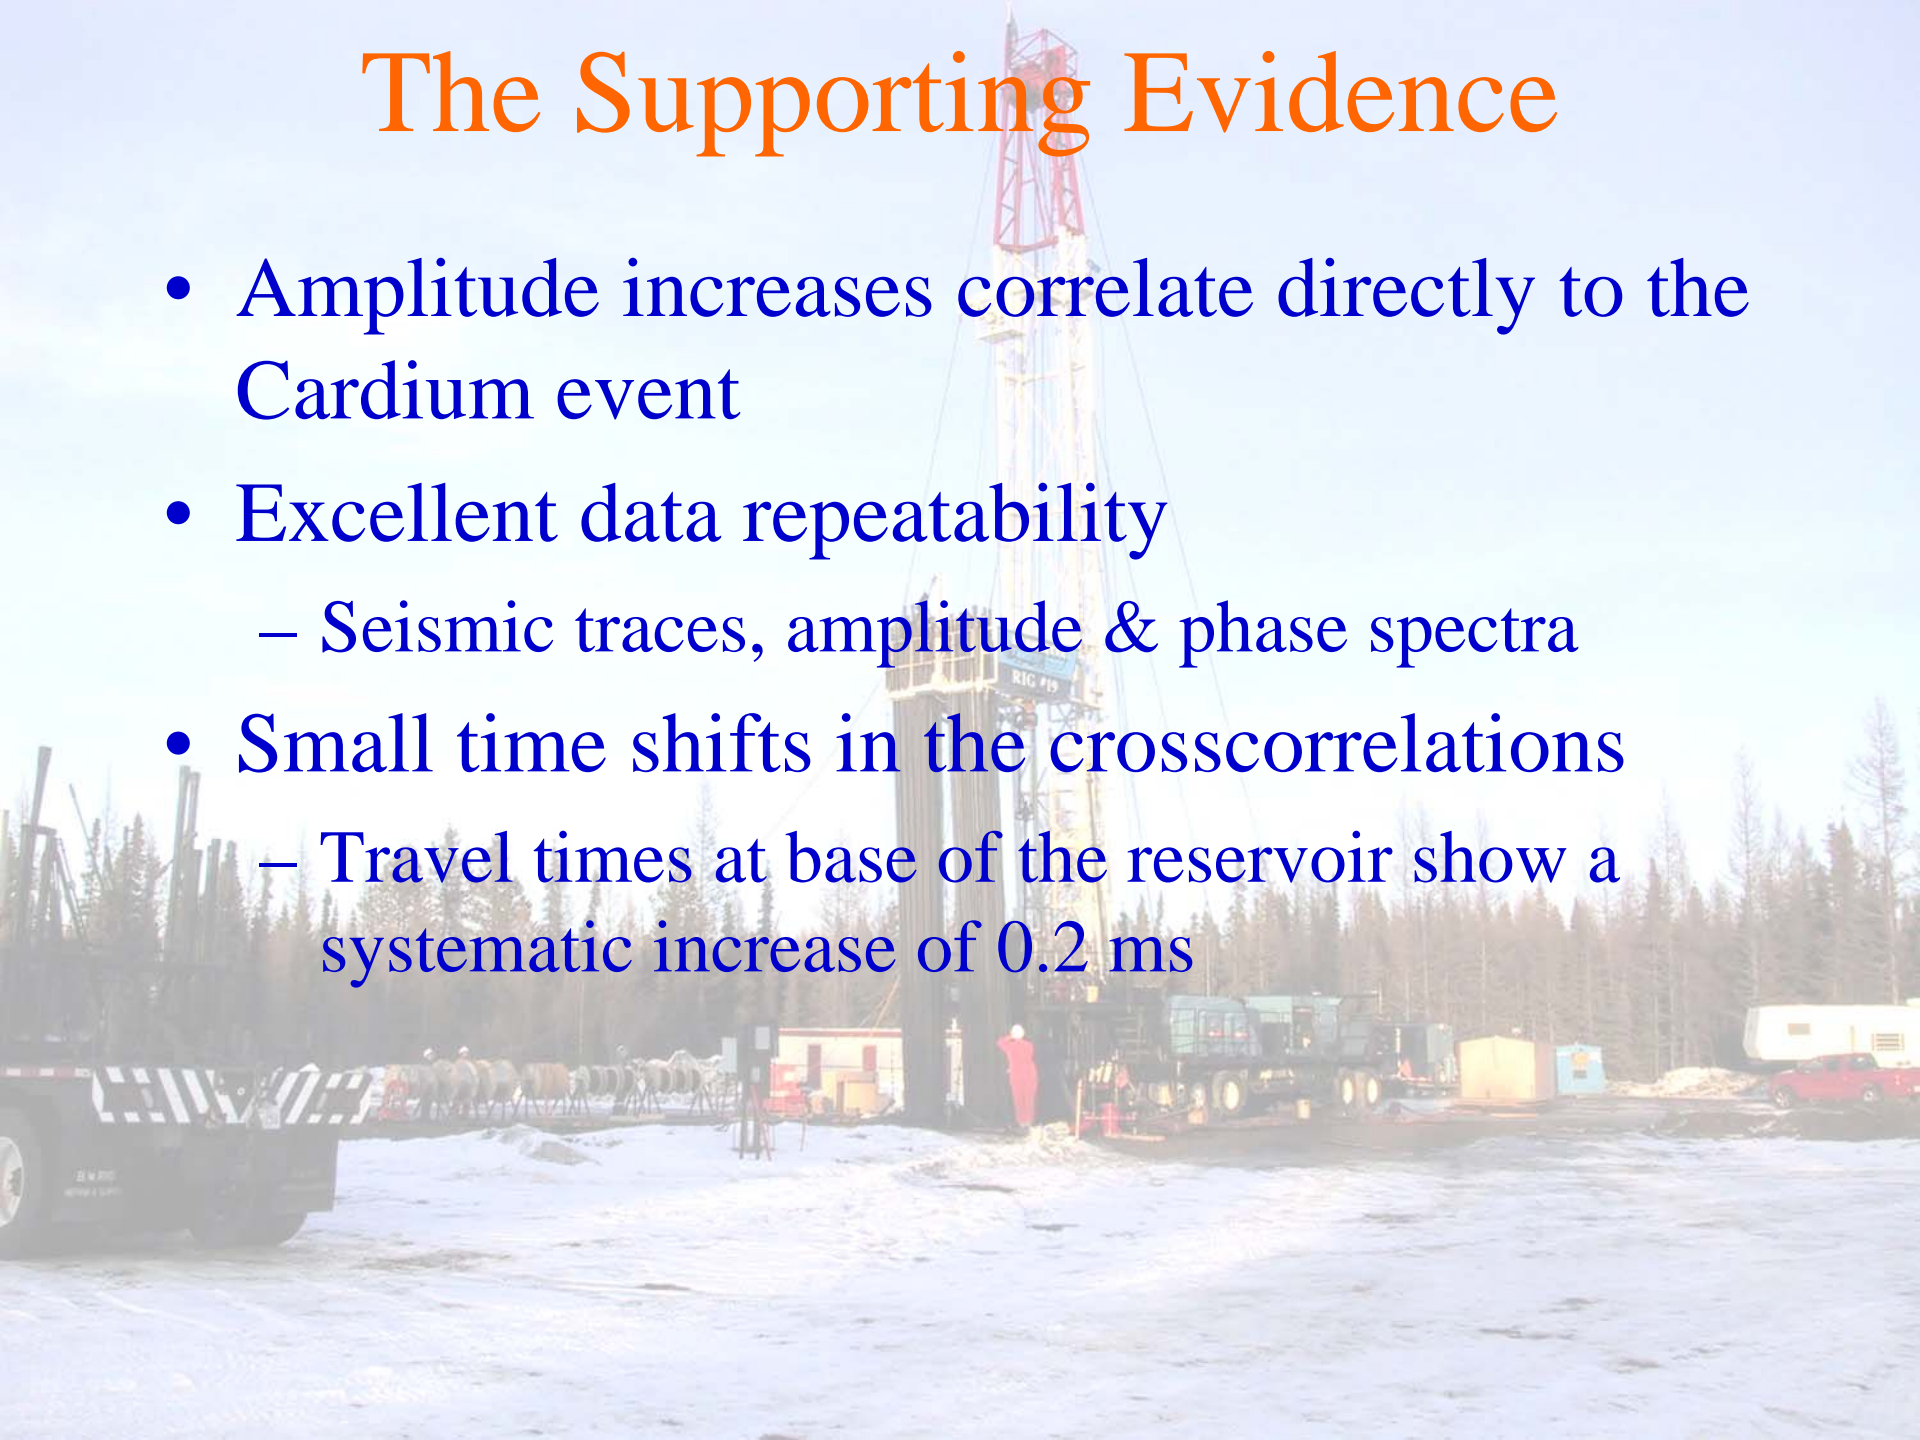 The Supporting Evidence
• Amplitude increases correlate directly to the
Cardium event
• Excellent data repeatability
– Seismic traces, amplitude & phase spectra
RIG #19
• Small time shifts in the crosscorrelations
– Travel times at base of the reservoir show a
systematic increase of 0.2 ms